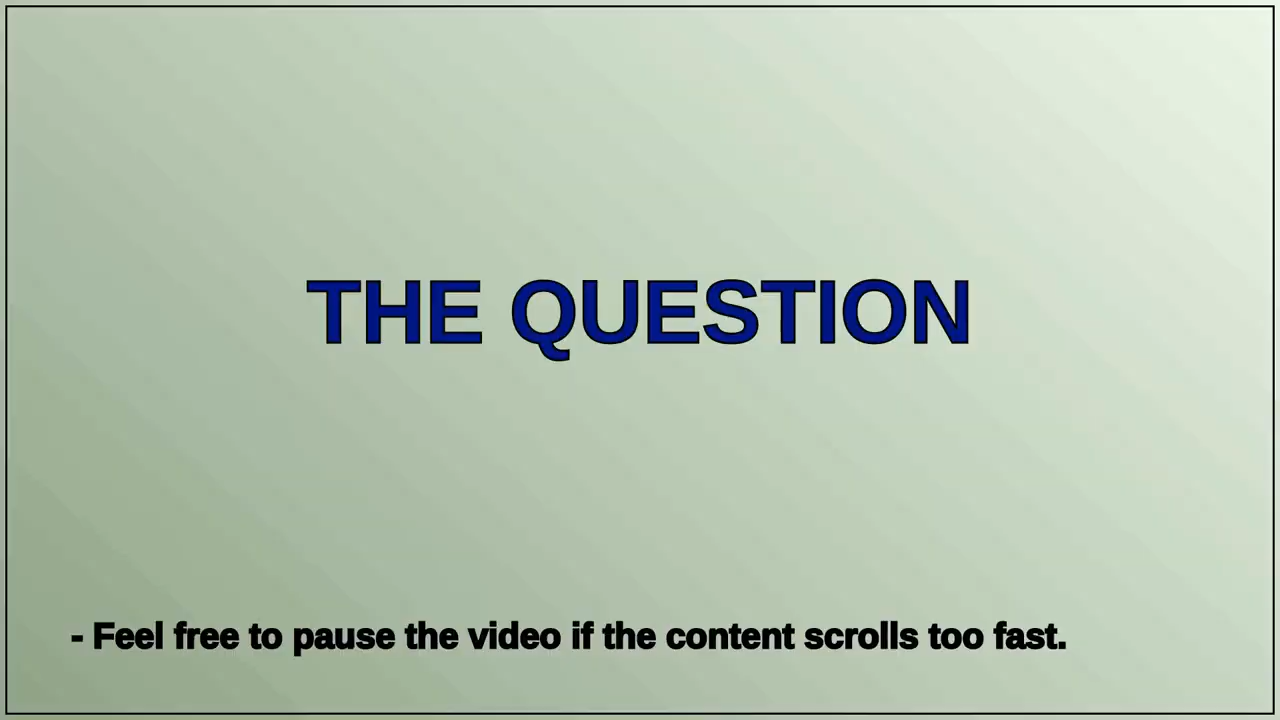 THE QUESTION
- Feel free to pause the video if the content scrolls too fast.